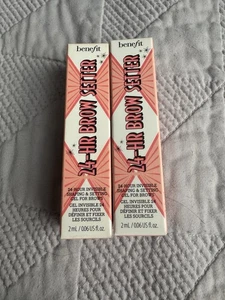 benefit
24-HR BROW SETTER
24-HOUR INVISIBLE
SHAPING & SETTING
GEL FOR BROWS
GEL INVISIBLE 24
HEURES POUR
DÉFINIR ET FIXER
LES SOURCILS
2 mL / 0.06 US fl. oz.
benefit
24-HR BROW SETTER
24-HOUR INVISIBLE
SHAPING & SETTING
GEL FOR BROWS
GEL INVISIBLE 24
HEURES POUR
DÉFINIR ET FIXER
LES SOURCILS
2 mL / 0.06 US fl. oz.